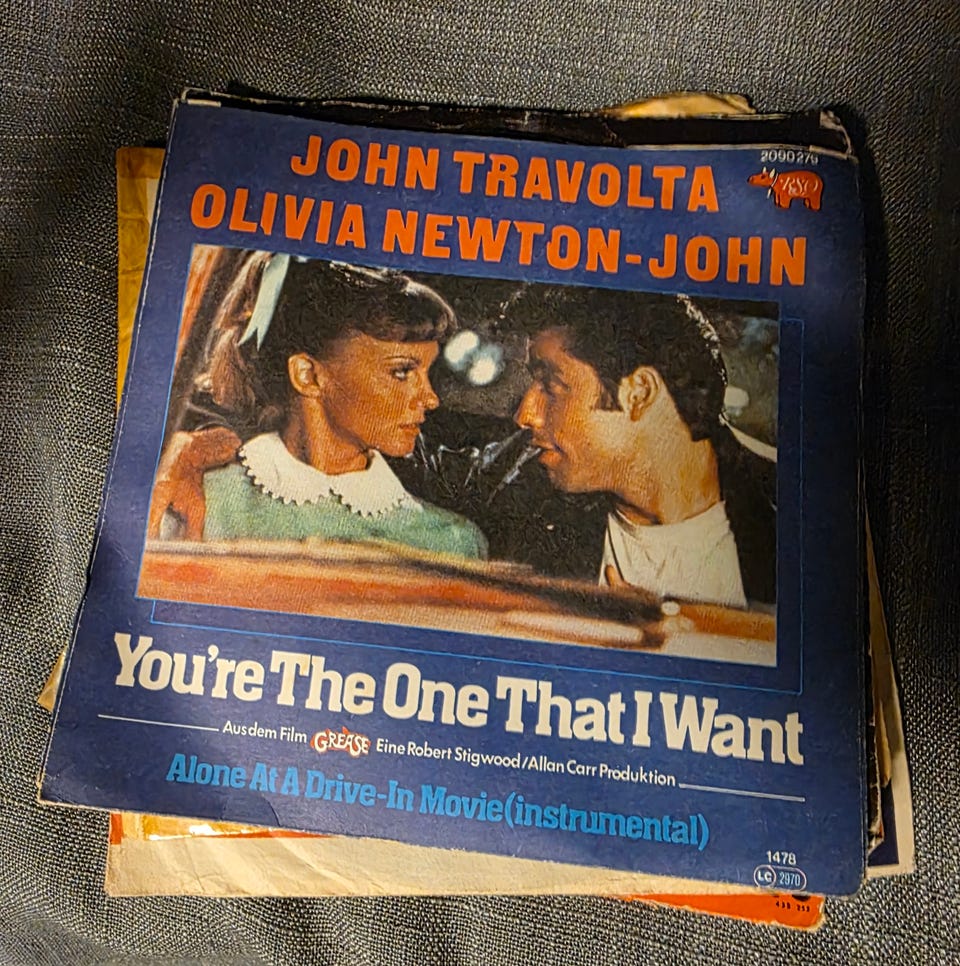 2090 279
JOHN TRAVOLTA
RSO
OLIVIA NEWTON-JOHN
You're The One That I Want
Aus dem Film GREASE Eine Robert Stigwood/Allan Carr Produktion
Alone At A Drive-In Movie (instrumental)
1478
LC 2970